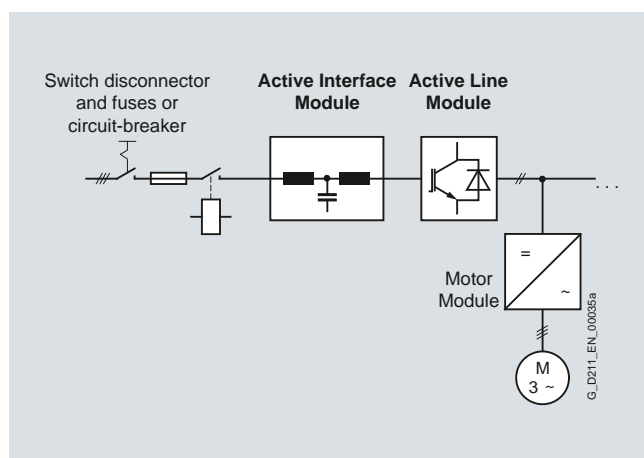 Switch disconnector
and fuses or
circuit-breaker
Active Interface
Module
Active Line
Module
. . .
=
~
Motor
Module
M
3 ~
G_D211_EN_00035a